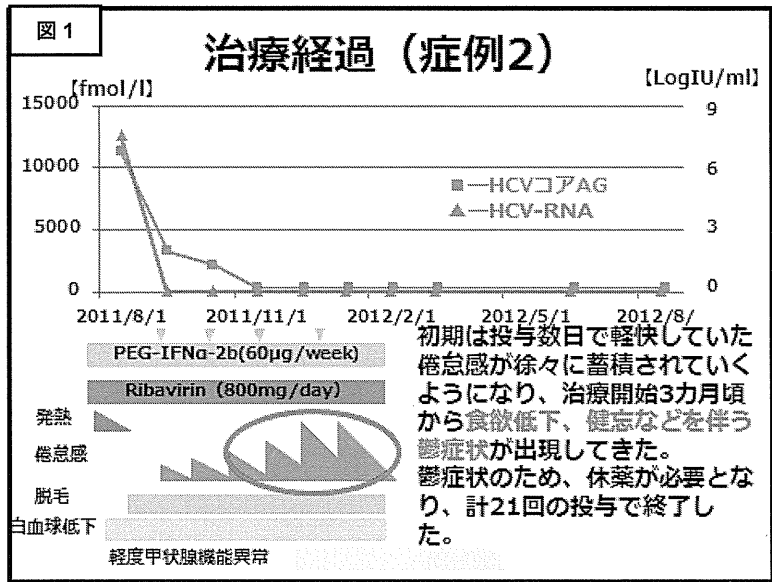 図1
治療経過（症例2）
【fmol/l】
【LogIU/ml】
15000
10000
5000
0
9
6
3
0
HCVコアAG
HCV-RNA
2011/8/1
2011/11/1
2012/2/1
2012/5/1
2012/8/
PEG-IFNα-2b(60μg/week)
Ribavirin（800mg/day）
発熱
倦怠感
脱毛
白血球低下
軽度甲状腺機能異常
初期は投与数日で軽快していた
倦怠感が徐々に蓄積されていく
ようになり、治療開始3カ月頃
から食欲低下、健忘などを伴う
鬱症状が出現してきた。
鬱症状のため、休薬が必要とな
り、計21回の投与で終了し
た。